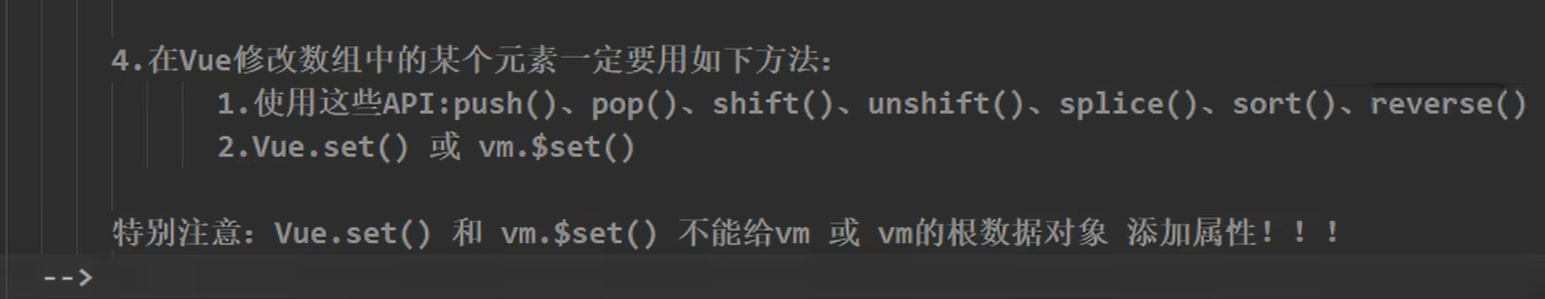 4.在Vue修改数组中的某个元素一定要用如下方法：
1.使用这些API:push()、pop()、shift()、unshift()、splice()、sort()、reverse()
2.Vue.set() 或 vm.$set()
特别注意：Vue.set() 和 vm.$set() 不能给vm 或 vm的根数据对象 添加属性！！！
-->